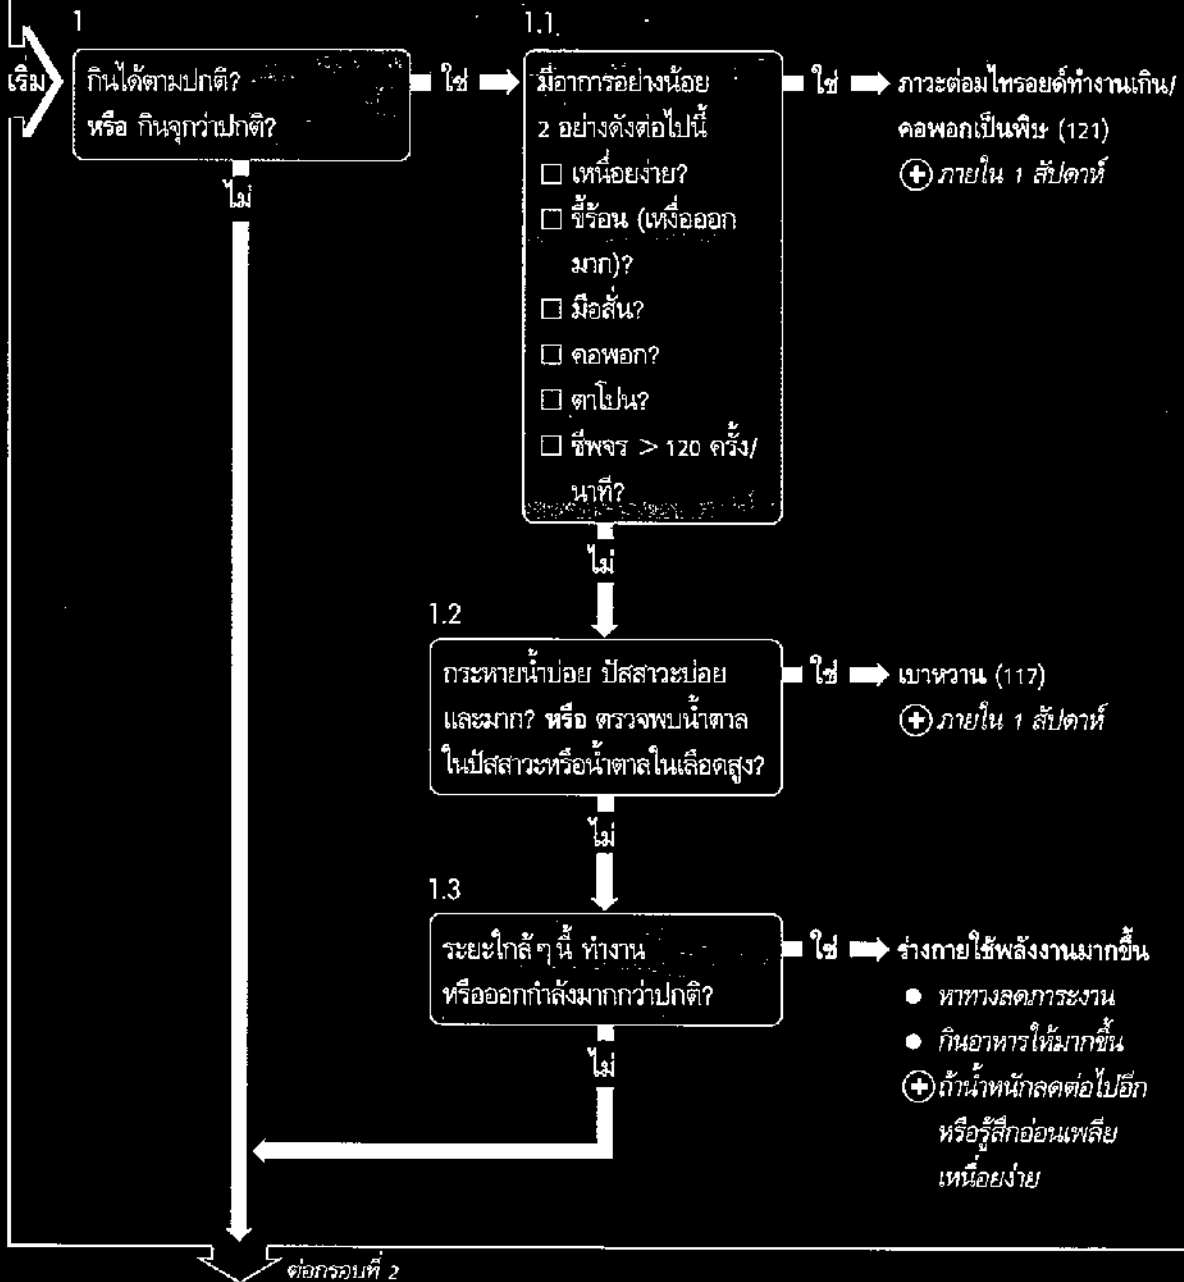 1
เริ่ม
กินได้ตามปกติ?
หรือ กินจุกว่าปกติ?
ใช่
ไม่
1.1.
มีอาการอย่างน้อย
2 อย่างดังต่อไปนี้
☐ เหนื่อยง่าย?
☐ ขี้ร้อน (เหงื่อออก
มาก)?
☐ มือสั่น?
☐ คอพอก?
☐ ตาโปน?
☐ ชีพจร > 120 ครั้ง/
นาที?
ใช่
ภาวะต่อมไทรอยด์ทำงานเกิน/
คอพอกเป็นพิษ (121)
ภายใน 1 สัปดาห์
ไม่
1.2
กระหายน้ำบ่อย ปัสสาวะบ่อย
และมาก? หรือ ตรวจพบน้ำตาล
ในปัสสาวะหรือน้ำตาลในเลือดสูง?
ใช่
เบาหวาน (117)
ภายใน 1 สัปดาห์
ไม่
1.3
ระยะใกล้ๆ นี้ ทำงาน
หรือออกกำลังมากกว่าปกติ?
ใช่
ร่างกายใช้พลังงานมากขึ้น
● หาทางลดภาระงาน
● กินอาหารให้มากขึ้น
ถ้าน้ำหนักลดต่อไปอีก
หรือรู้สึกอ่อนเพลีย
เหนื่อยง่าย
ไม่
ต่อกรอบที่ 2